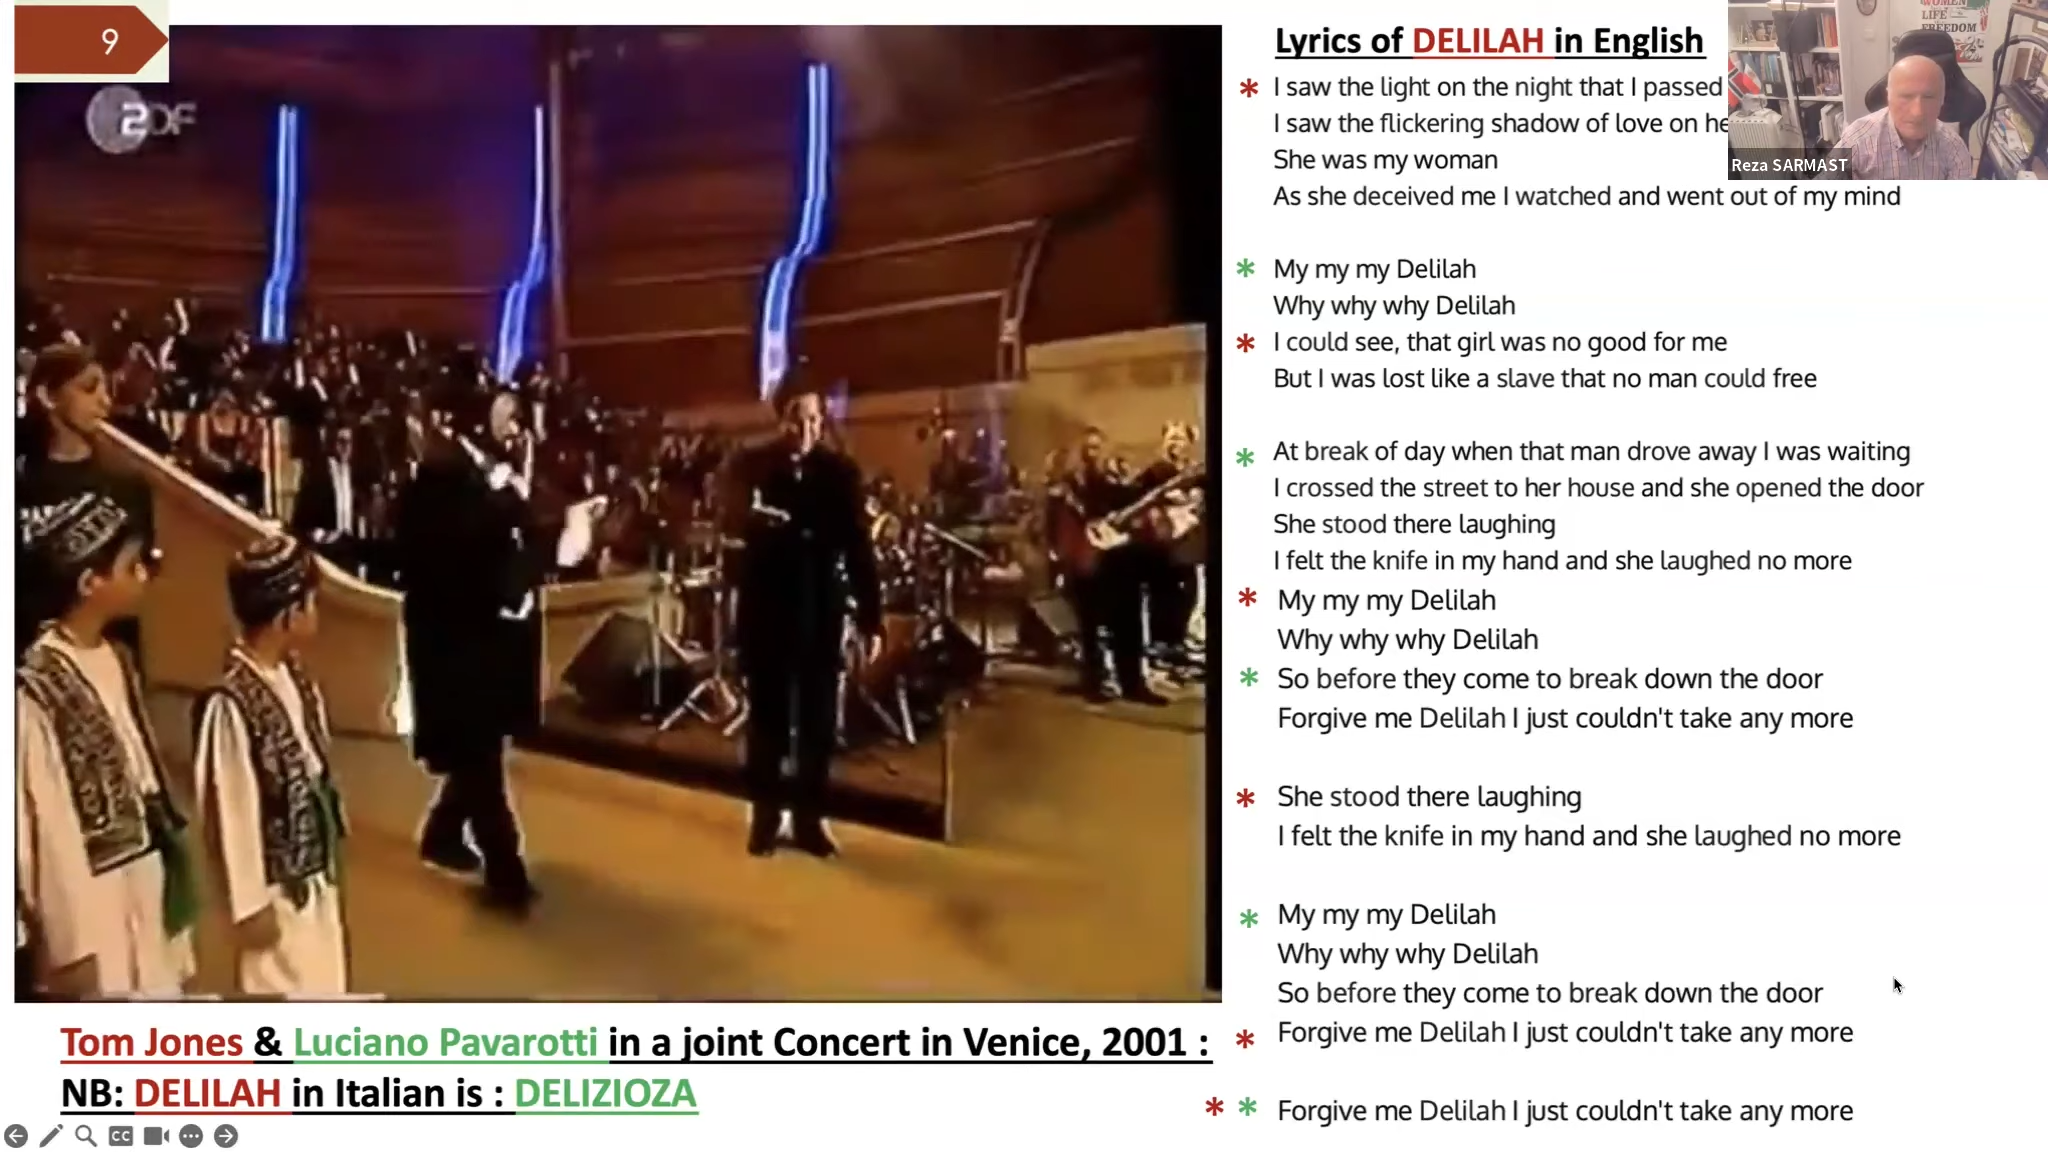 9
ZDF
Lyrics of DELILAH in English
* I saw the light on the night that I passed
I saw the flickering shadow of love on he
She was my woman
As she deceived me I watched and went out of my mind
* My my my Delilah
Why why why Delilah
* I could see, that girl was no good for me
But I was lost like a slave that no man could free
* At break of day when that man drove away I was waiting
I crossed the street to her house and she opened the door
She stood there laughing
I felt the knife in my hand and she laughed no more
* My my my Delilah
Why why why Delilah
* So before they come to break down the door
Forgive me Delilah I just couldn't take any more
* She stood there laughing
I felt the knife in my hand and she laughed no more
* My my my Delilah
Why why why Delilah
So before they come to break down the door
* Forgive me Delilah I just couldn't take any more
* * Forgive me Delilah I just couldn't take any more
Tom Jones & Luciano Pavarotti in a joint Concert in Venice, 2001 :
NB: DELILAH in Italian is : DELIZIOZA
WOMEN
LIFE
FREEDOM
Reza SARMAST
CC